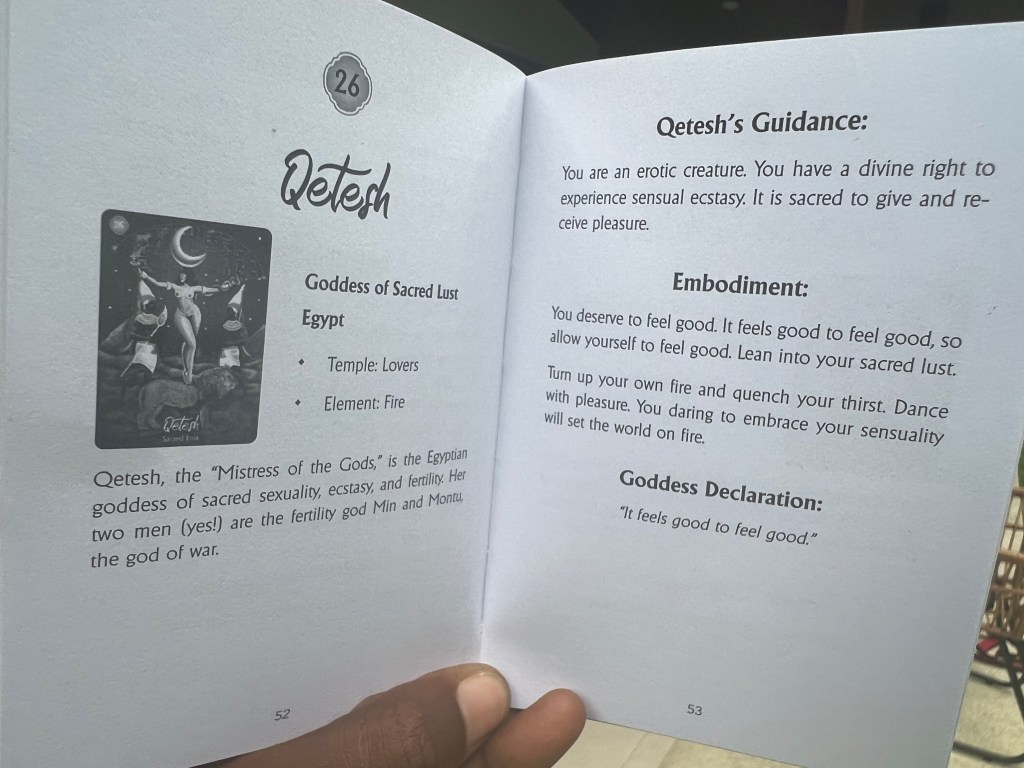 26
Qetesh
Goddess of Sacred Lust
Egypt
• Temple: Lovers
• Element: Fire
Qetesh
Sacred Lust
Qetesh, the “Mistress of the Gods,” is the Egyptian
goddess of sacred sexuality, ecstasy, and fertility. Her
two men (yes!) are the fertility god Min and Montu,
the god of war.
52
Qetesh’s Guidance:
You are an erotic creature. You have a divine right to
experience sensual ecstasy. It is sacred to give and re-
ceive pleasure.
Embodiment:
You deserve to feel good. It feels good to feel good, so
allow yourself to feel good. Lean into your sacred lust.
Turn up your own fire and quench your thirst. Dance
with pleasure. You daring to embrace your sensuality
will set the world on fire.
Goddess Declaration:
“It feels good to feel good.”
53